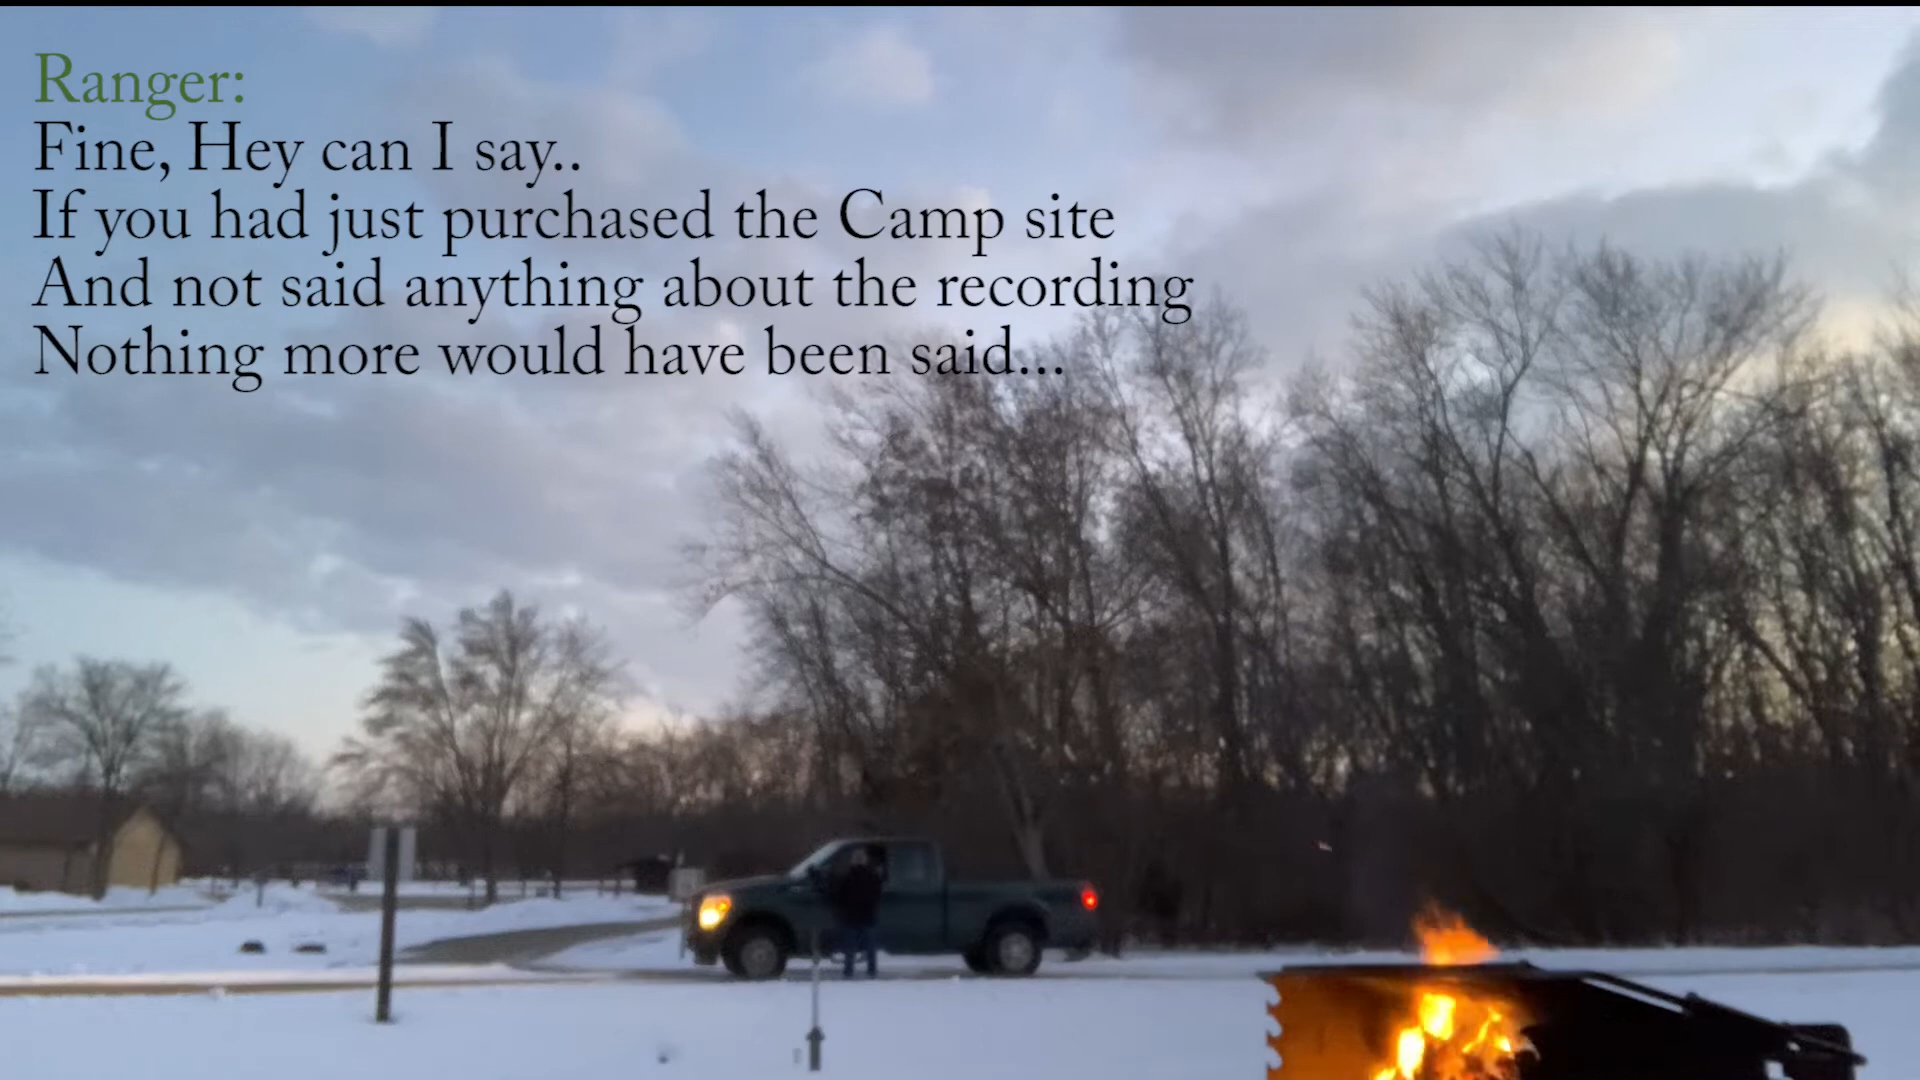 Ranger:
Fine, Hey can I say..
If you had just purchased the Camp site
And not said anything about the recording
Nothing more would have been said...